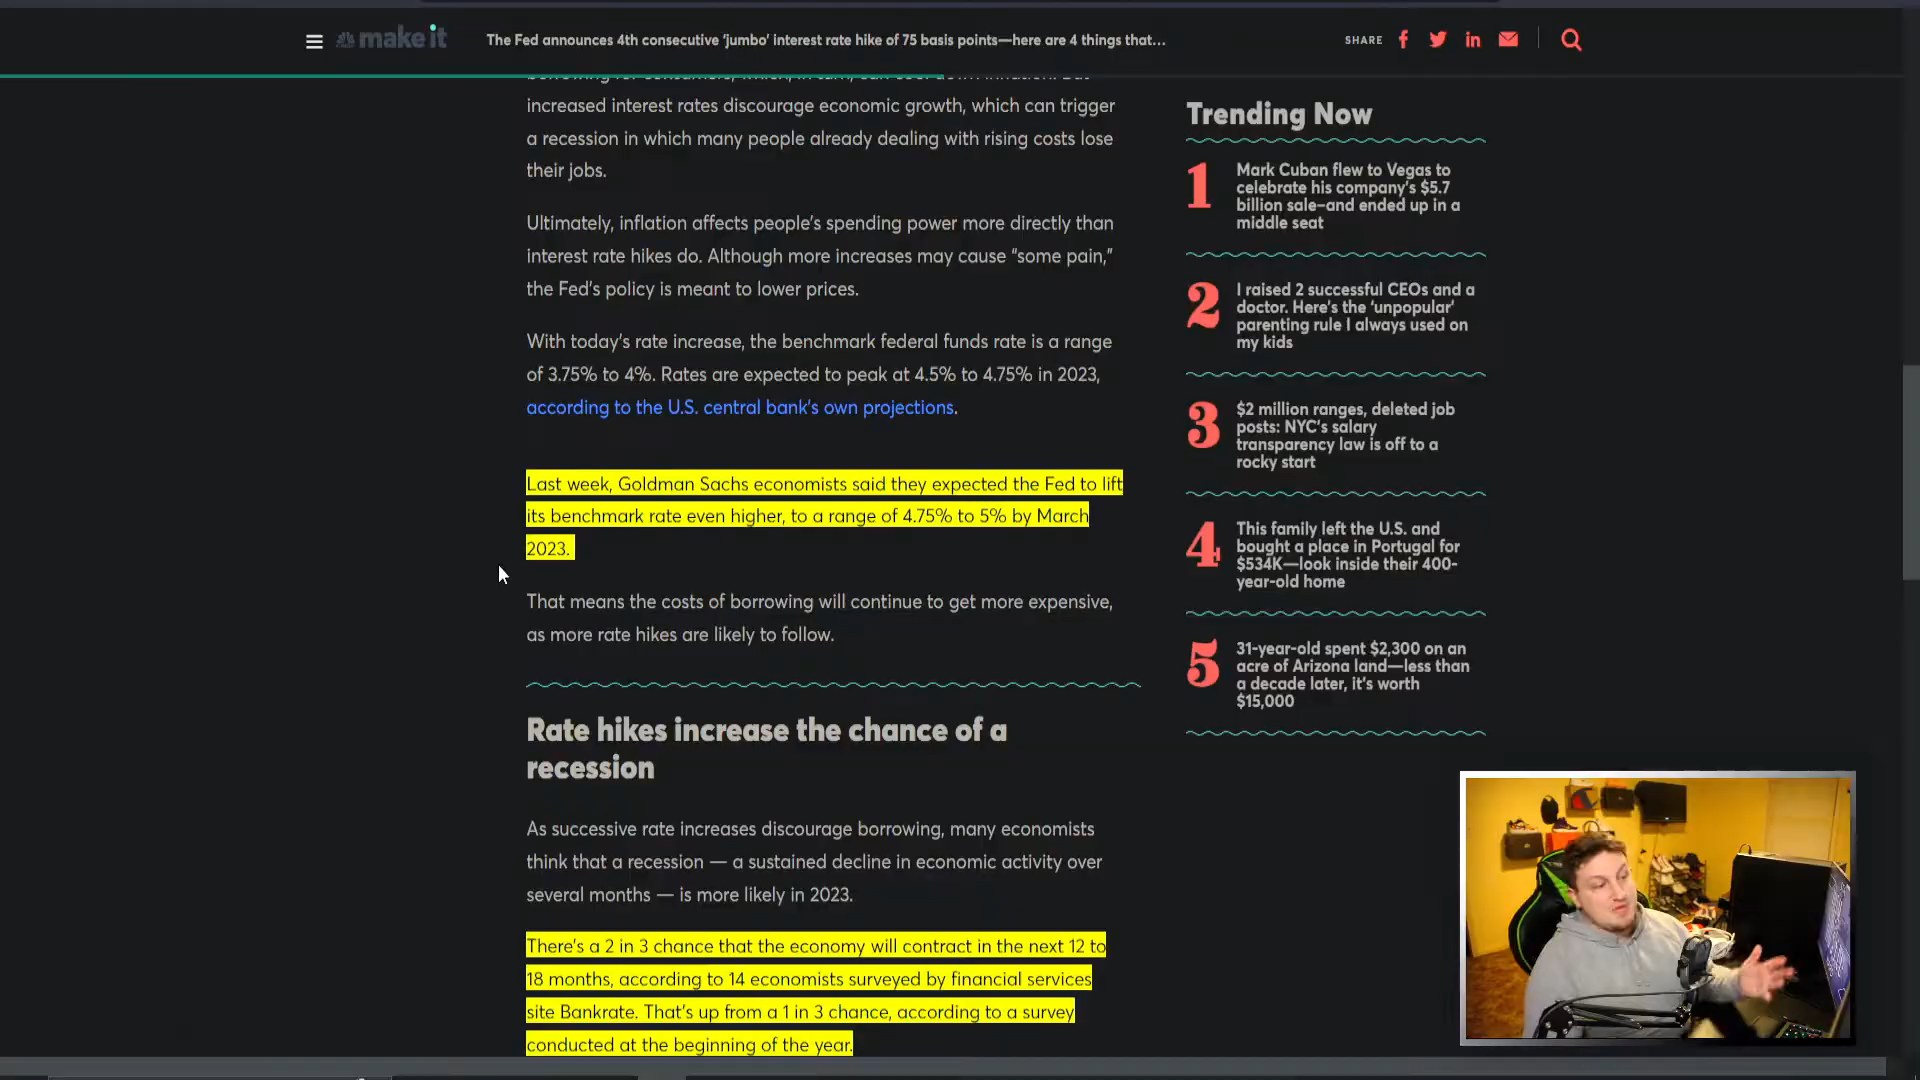 make it
The Fed announces 4th consecutive ‘jumbo’ interest rate hike of 75 basis points—here are 4 things that…
SHARE
increased interest rates discourage economic growth, which can trigger
a recession in which many people already dealing with rising costs lose
their jobs.
Ultimately, inflation affects people’s spending power more directly than
interest rate hikes do. Although more increases may cause “some pain,”
the Fed’s policy is meant to lower prices.
With today’s rate increase, the benchmark federal funds rate is a range
of 3.75% to 4%. Rates are expected to peak at 4.5% to 4.75% in 2023,
according to the U.S. central bank’s own projections.
Last week, Goldman Sachs economists said they expected the Fed to lift
its benchmark rate even higher, to a range of 4.75% to 5% by March
2023.
That means the costs of borrowing will continue to get more expensive,
as more rate hikes are likely to follow.
Rate hikes increase the chance of a
recession
As successive rate increases discourage borrowing, many economists
think that a recession — a sustained decline in economic activity over
several months — is more likely in 2023.
There’s a 2 in 3 chance that the economy will contract in the next 12 to
18 months, according to 14 economists surveyed by financial services
site Bankrate. That’s up from a 1 in 3 chance, according to a survey
conducted at the beginning of the year.
Trending Now
1
Mark Cuban flew to Vegas to
celebrate his company’s $5.7
billion sale—and ended up in a
middle seat
2
I raised 2 successful CEOs and a
doctor. Here’s the ‘unpopular’
parenting rule I always used on
my kids
3
$2 million ranges, deleted job
posts: NYC’s salary
transparency law is off to a
rocky start
4
This family left the U.S. and
bought a place in Portugal for
$534K—look inside their 400-
year-old home
5
31-year-old spent $2,300 on an
acre of Arizona land—less than
a decade later, it’s worth
$15,000